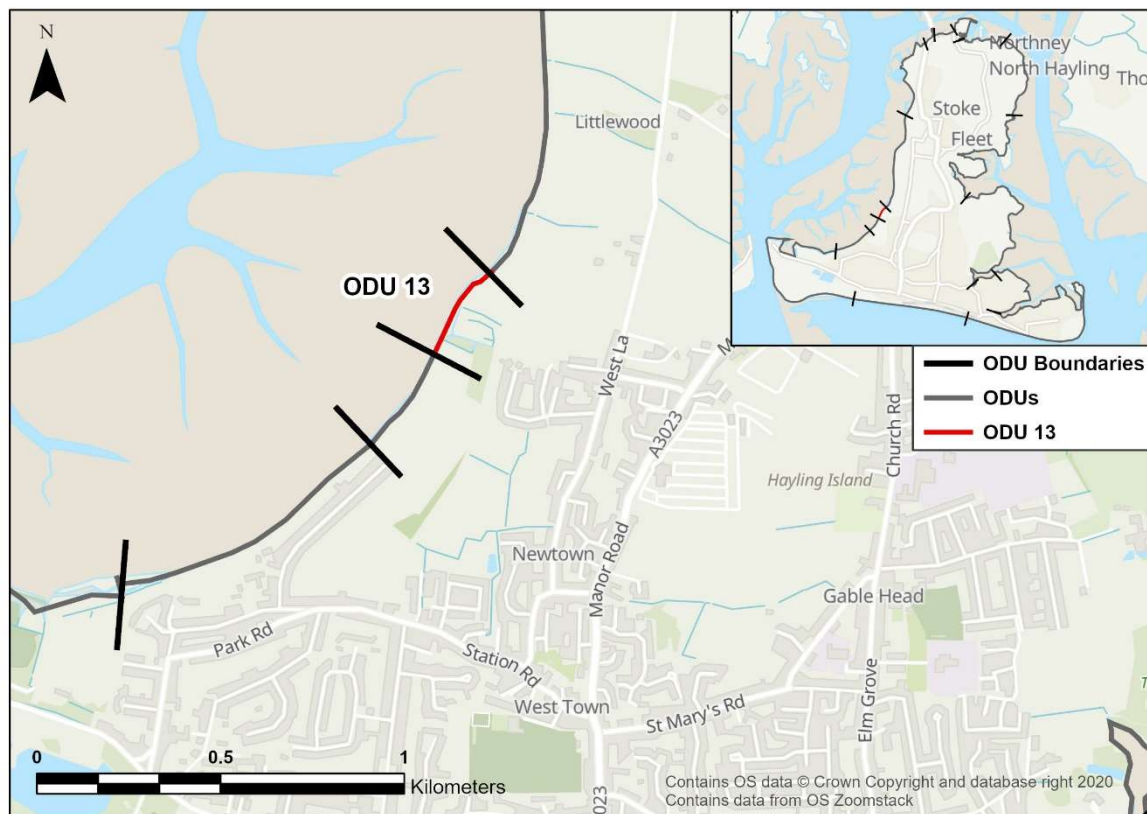 N
Littlewood
ODU 13
West La
M
A3023
Church Rd
Hayling Island
Newtown
Manor Road
Gable Head
Park Rd
Station Rd
West Town
St Mary's Rd
Elm Grove
T
023
0 0.5 1
Kilometers
Contains OS data © Crown Copyright and database right 2020
Contains data from OS Zoomstack
Northney
North Hayling
Tho
Stoke
Fleet
ODU Boundaries
ODUs
ODU 13